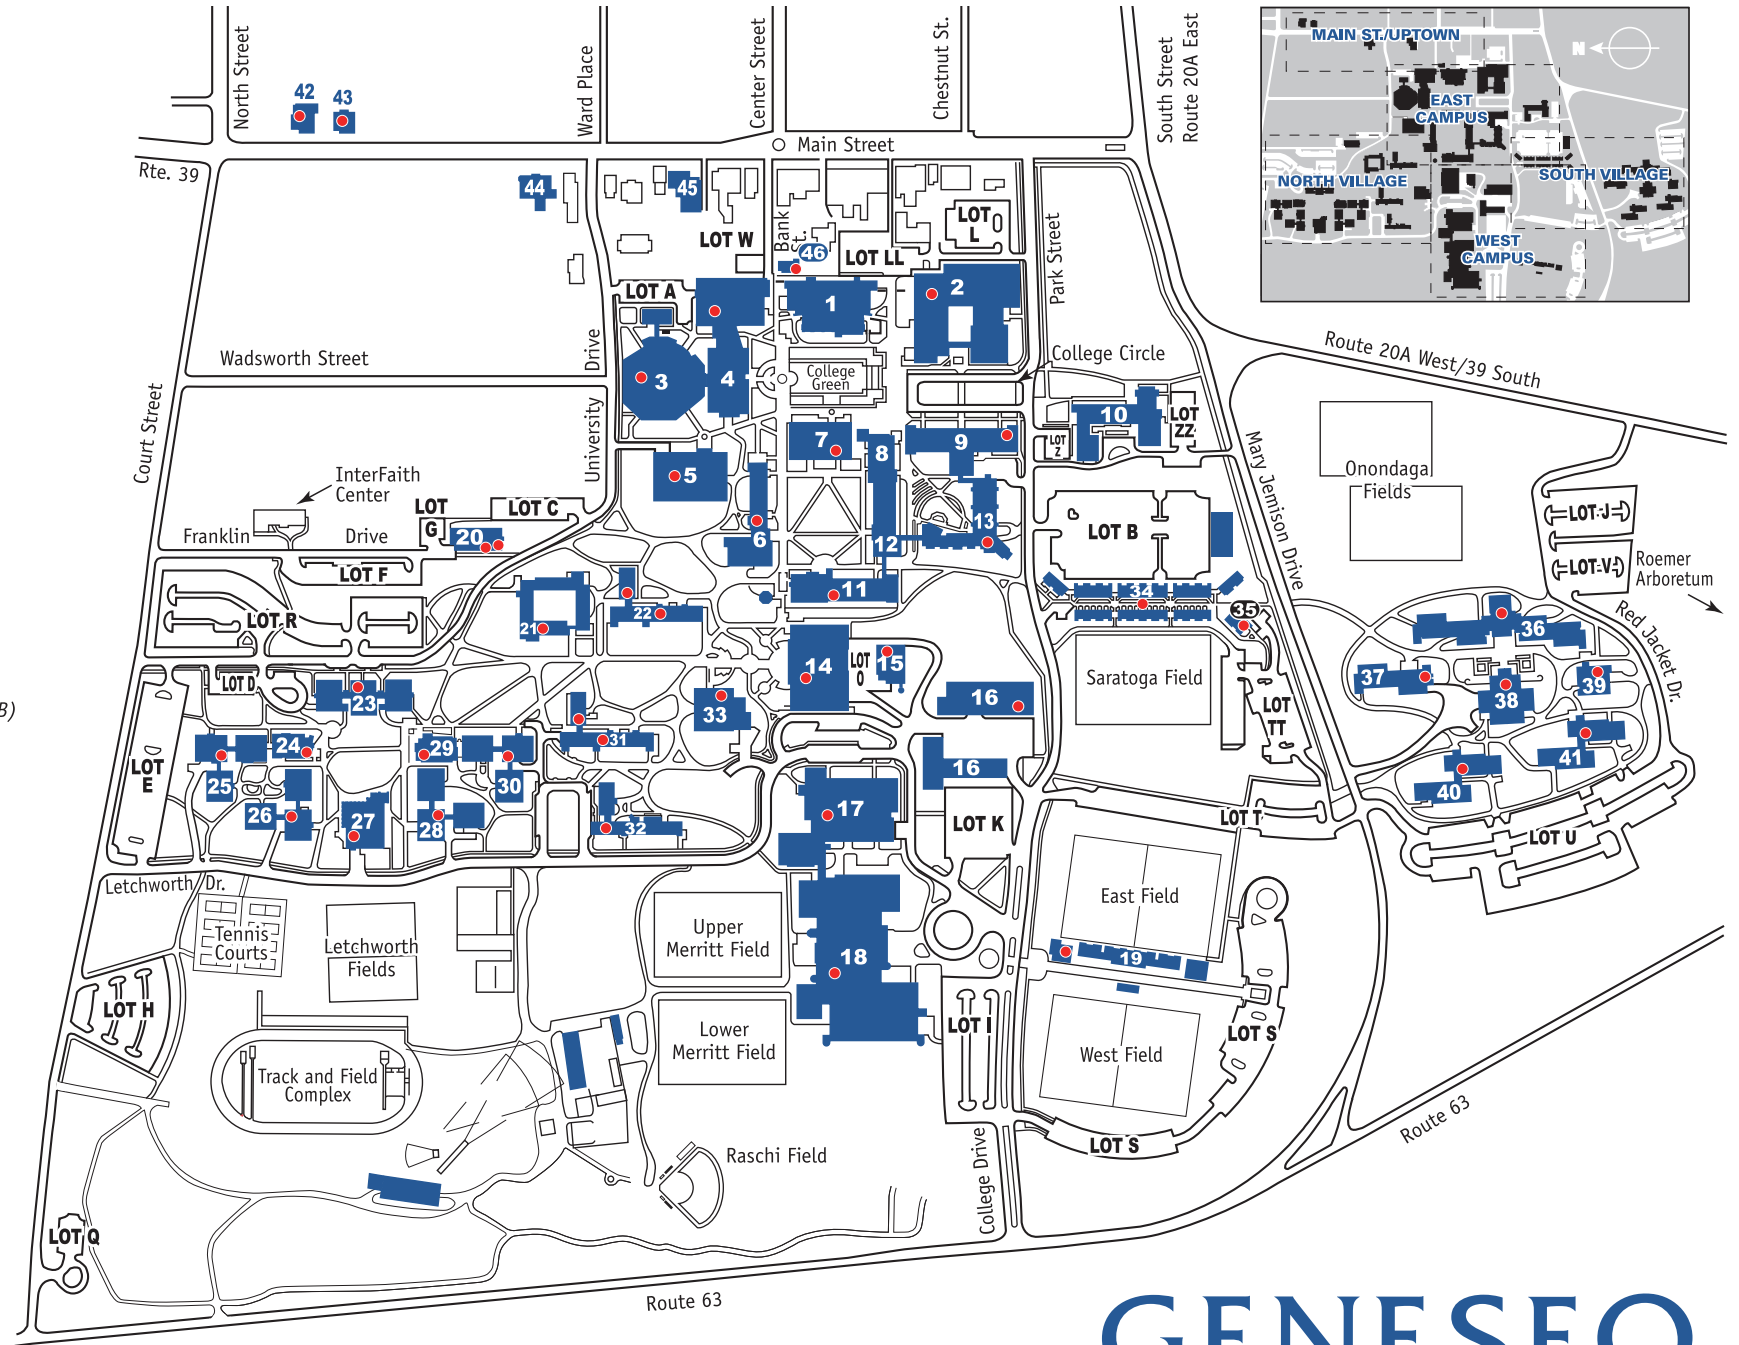 North Street
Ward Place
Center Street
Chestnut St.
South Street
Route 20A East
MAIN ST./UPTOWN
N
EAST
CAMPUS
NORTH VILLAGE
SOUTH VILLAGE
WEST
CAMPUS
42
43
Main Street
Rte. 39
44
45
LOT W
Bank
St.
46
LOT LL
LOT
L
Park Street
LOT A
1
2
Wadsworth Street
University
Drive
3
4
College
Green
College Circle
Route 20A West/39 South
Court Street
InterFaith
Center
5
7
8
9
10
LOT
Z
LOT
ZZ
Mary Jemison Drive
Onondaga
Fields
LOT J
LOT V
Roemer
Arboretum
Franklin
Drive
LOT
G
LOT C
20
LOT F
6
12
13
LOT B
LOT R
21
22
11
34
35
36
Red Jacket Dr.
LOT D
23
14
LOT
O
15
16
33
Saratoga Field
LOT
TT
37
38
39
B)
LOT
E
24
25
29
30
31
16
41
40
26
27
28
32
17
LOT K
LOT T
LOT U
Letchworth Dr.
Tennis
Courts
Letchworth
Fields
Upper
Merritt Field
18
East Field
19
LOT H
Lower
Merritt Field
LOT I
LOT S
West Field
Track and Field
Complex
Raschi Field
College Drive
LOT S
Route 63
LOT Q
Route 63
GENESEO